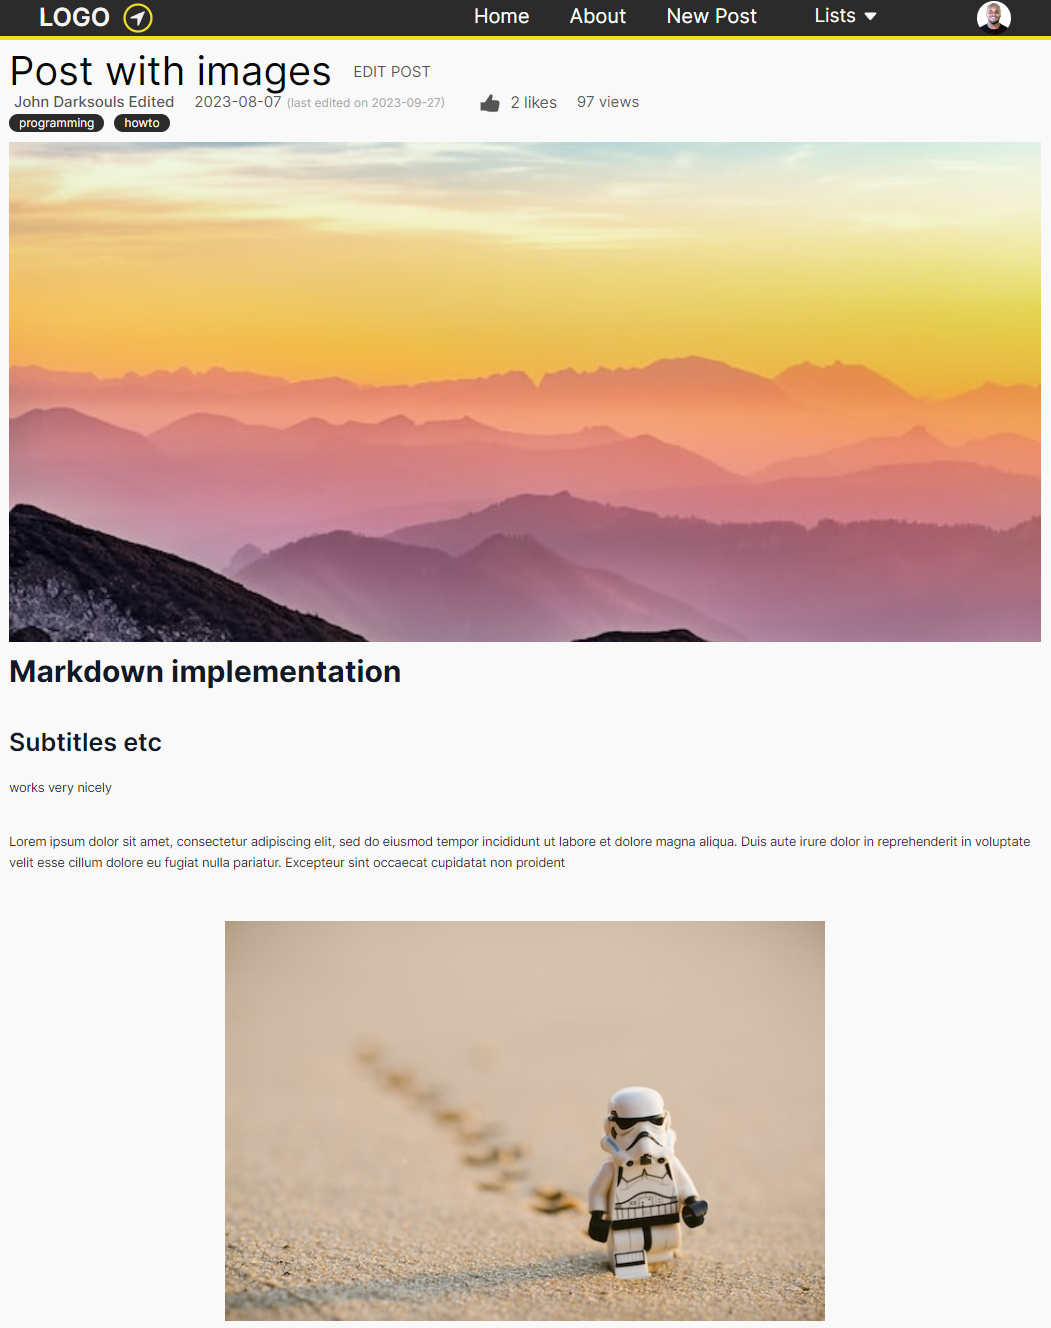 LOGO Home About New Post Lists
Post with images EDIT POST
John Darksouls Edited 2023-08-07 (last edited on 2023-09-27) 2 likes 97 views
programming howto
Markdown implementation
Subtitles etc
works very nicely
Lorem ipsum dolor sit amet, consectetur adipiscing elit, sed do eiusmod tempor incididunt ut labore et dolore magna aliqua. Duis aute irure dolor in reprehenderit in voluptate
velit esse cillum dolore eu fugiat nulla pariatur. Excepteur sint occaecat cupidatat non proident